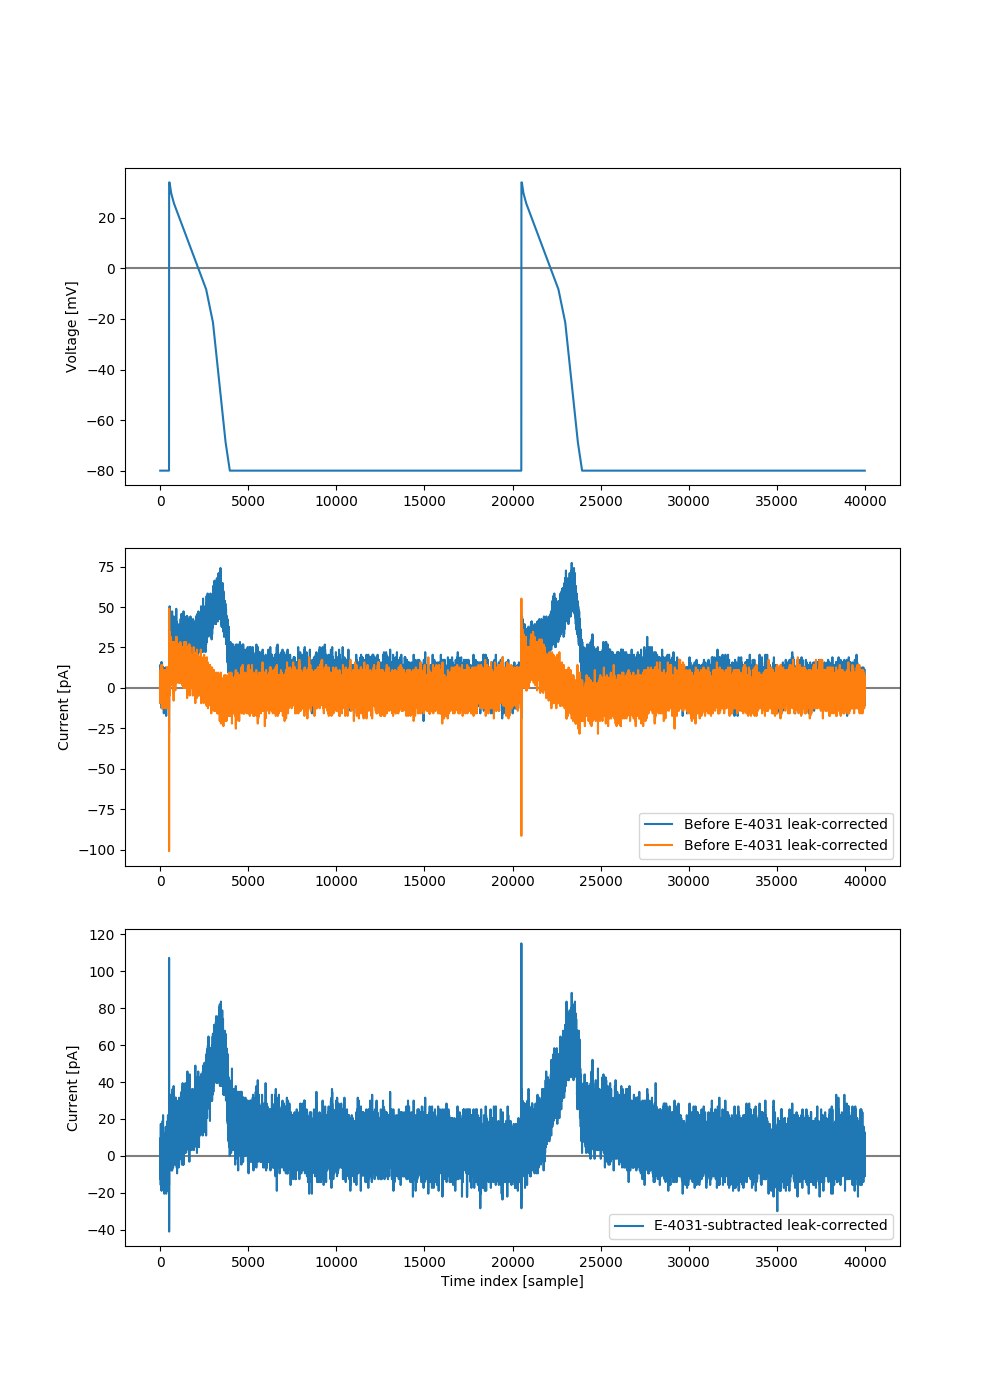 20
0
−20
−40
−60
−80
Voltage [mV]
0 5000 10000 15000 20000 25000 30000 35000 40000
75
50
25
0
−25
−50
−75
−100
Current [pA]
Before E-4031 leak-corrected
Before E-4031 leak-corrected
0 5000 10000 15000 20000 25000 30000 35000 40000
120
100
80
60
40
20
0
−20
−40
Current [pA]
E-4031-subtracted leak-corrected
0 5000 10000 15000 20000 25000 30000 35000 40000
Time index [sample]